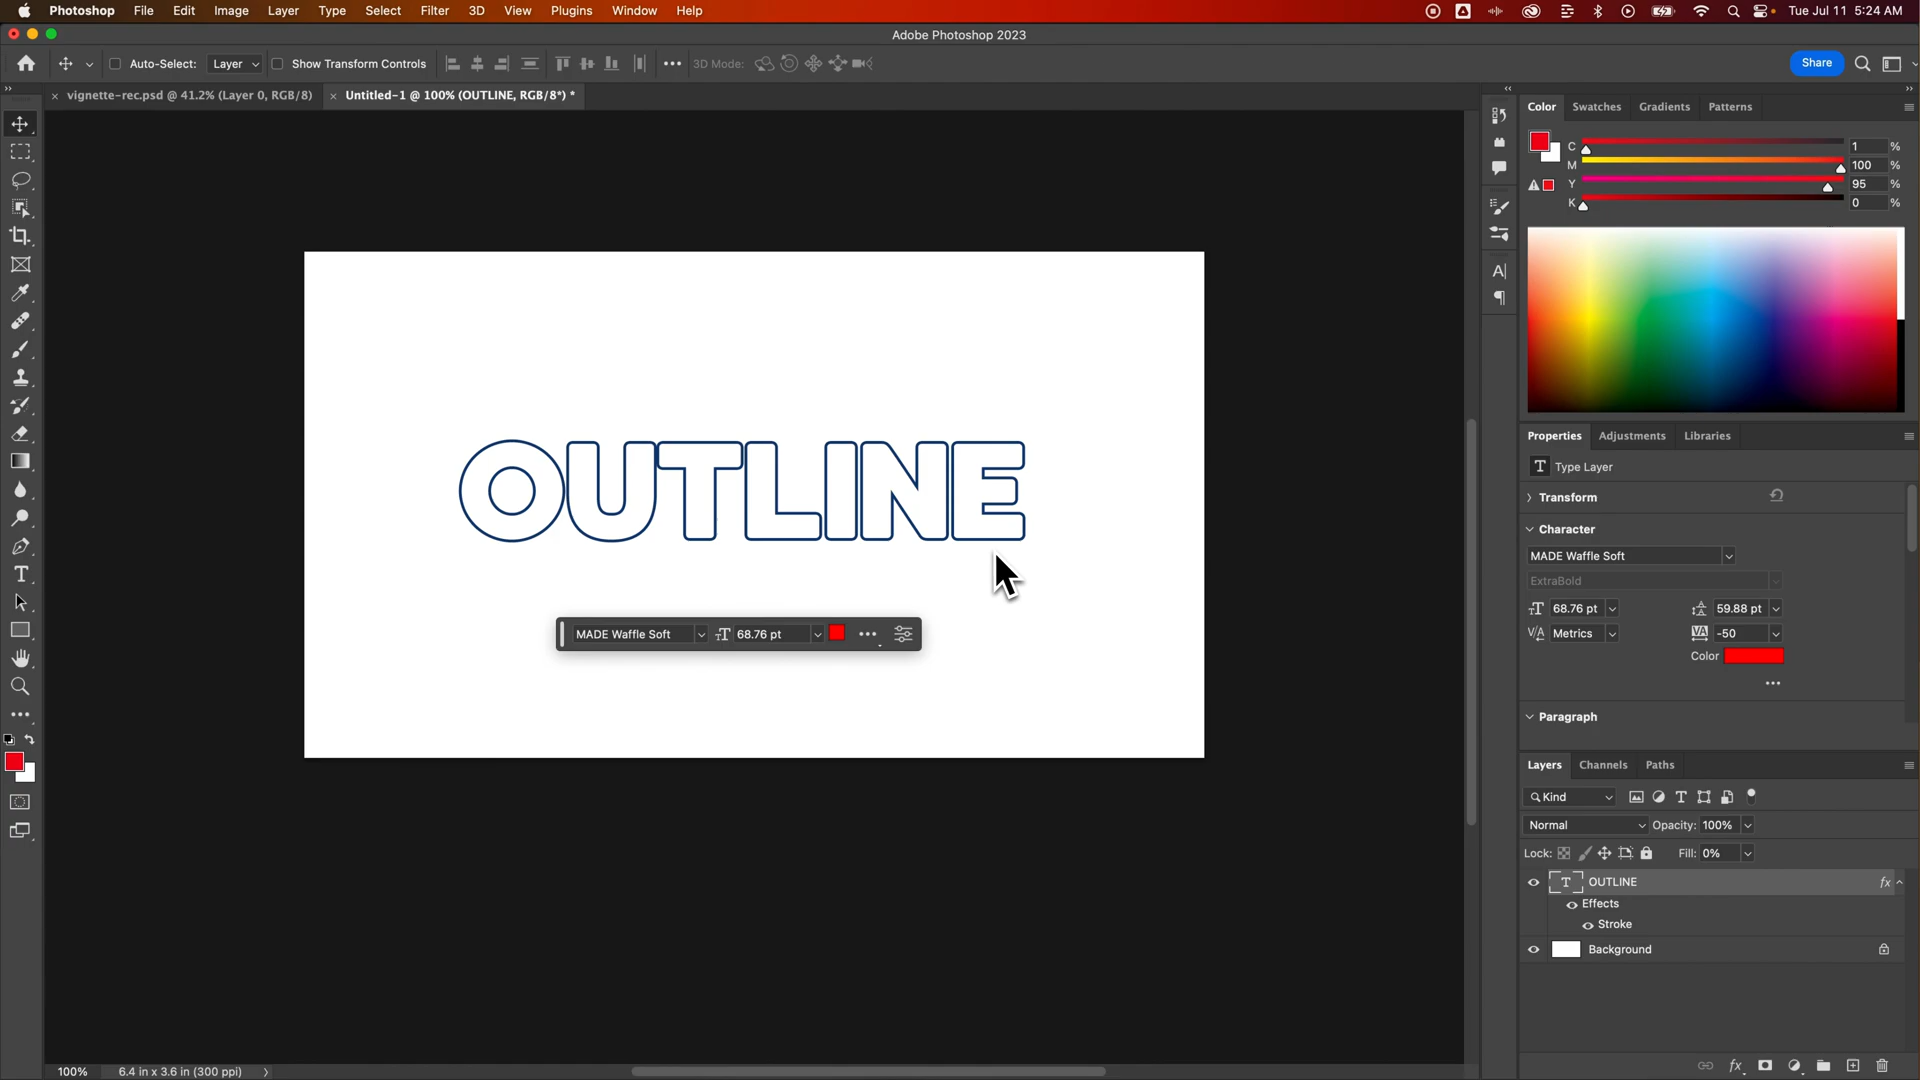 Photoshop File Edit Image Layer Type Select Filter 3D View Plugins Window Help Tue Jul 11 5:24 AM
Adobe Photoshop 2023
Auto-Select: Layer Show Transform Controls 3D Mode: Share
vignette-rec.psd @ 41.2% (Layer 0, RGB/8) Untitled-1 @ 100% (OUTLINE, RGB/8*) *
Color Swatches Gradients Patterns
C 1 %
M 100 %
Y 95 %
K 0 %
OUTLINE
MADE Waffle Soft 68.76 pt
Properties Adjustments Libraries
T Type Layer
Transform
Character
MADE Waffle Soft
ExtraBold
68.76 pt 59.88 pt
Metrics -50
Color
Paragraph
Layers Channels Paths
Kind
Normal Opacity: 100%
Lock: Fill: 0%
T OUTLINE fx
Effects
Stroke
Background
100% 6.4 in x 3.6 in (300 ppi)
fx